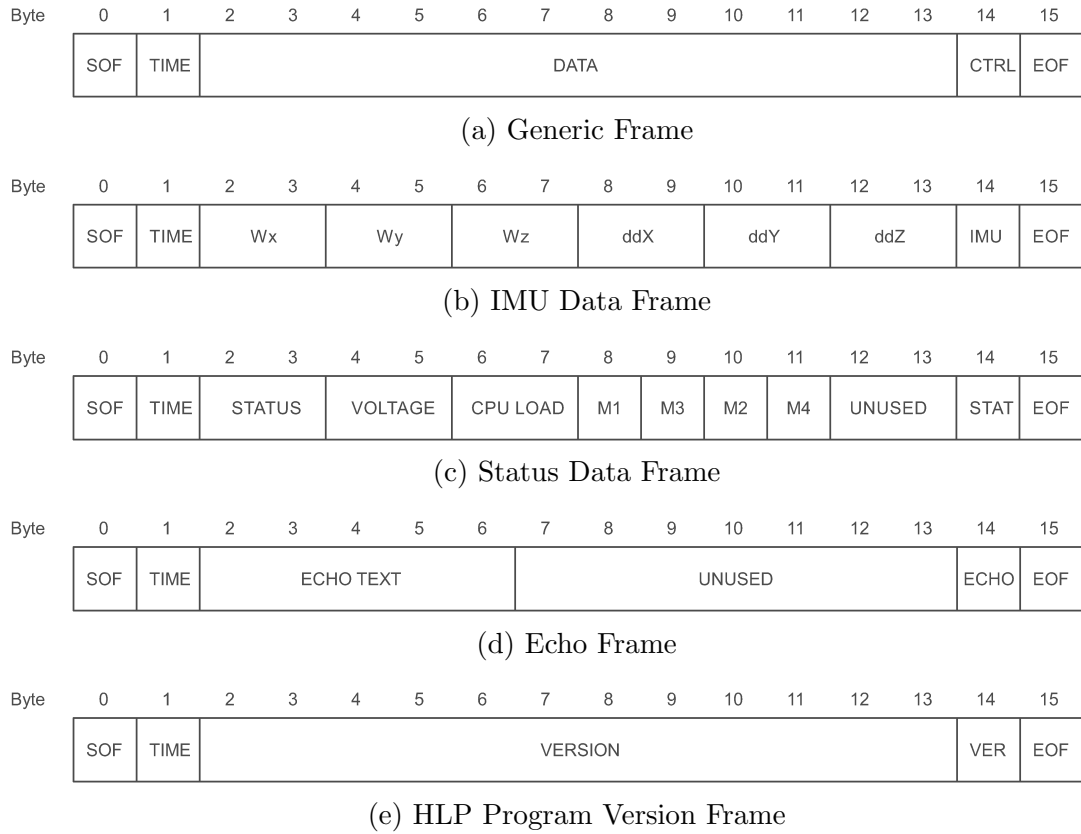 Byte 0 1 2 3 4 5 6 7 8 9 10 11 12 13 14 15
SOF TIME DATA CTRL EOF
(a) Generic Frame
Byte 0 1 2 3 4 5 6 7 8 9 10 11 12 13 14 15
SOF TIME Wx Wy Wz ddX ddY ddZ IMU EOF
(b) IMU Data Frame
Byte 0 1 2 3 4 5 6 7 8 9 10 11 12 13 14 15
SOF TIME STATUS VOLTAGE CPU LOAD M1 M3 M2 M4 UNUSED STAT EOF
(c) Status Data Frame
Byte 0 1 2 3 4 5 6 7 8 9 10 11 12 13 14 15
SOF TIME ECHO TEXT UNUSED ECHO EOF
(d) Echo Frame
Byte 0 1 2 3 4 5 6 7 8 9 10 11 12 13 14 15
SOF TIME VERSION VER EOF
(e) HLP Program Version Frame